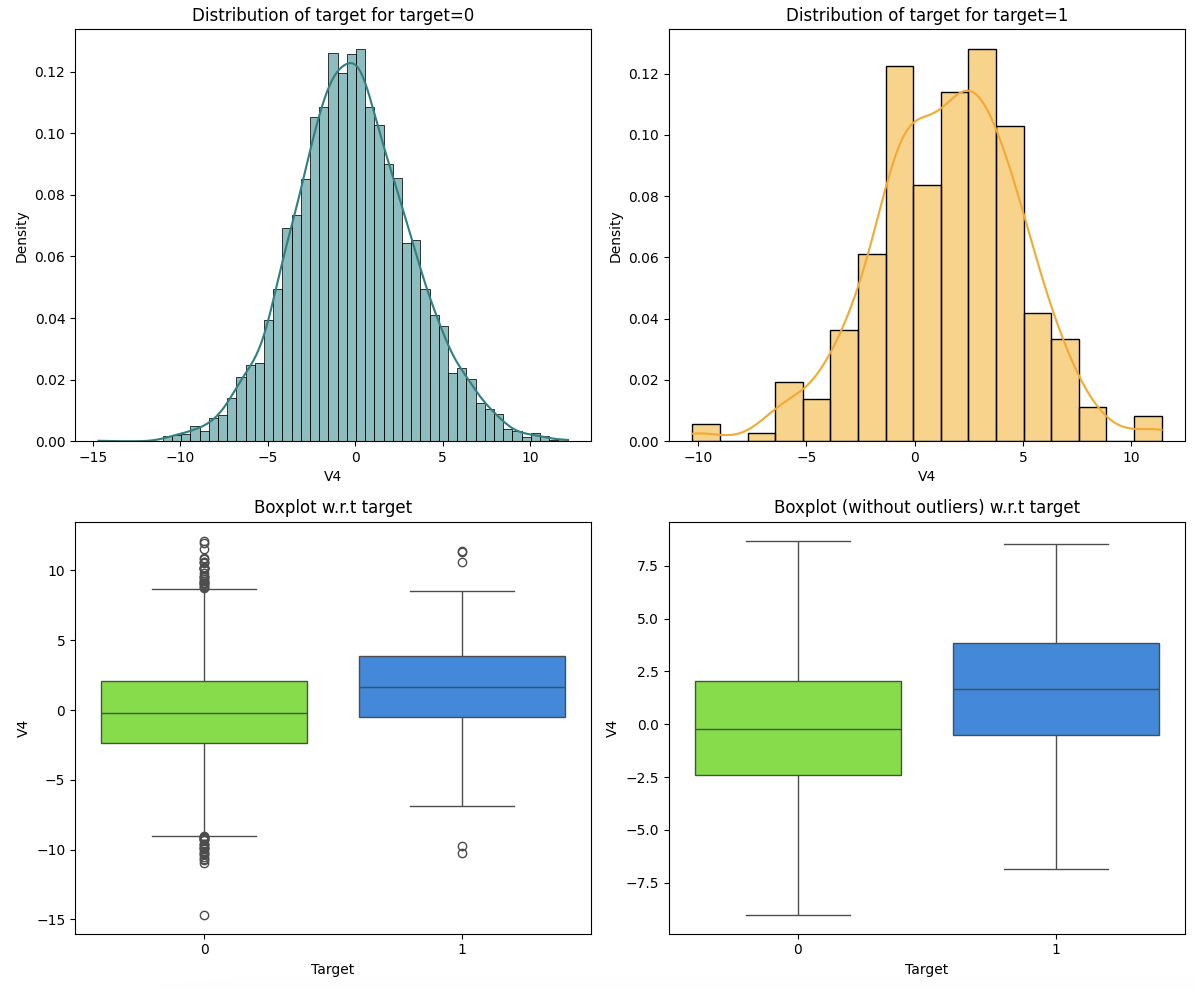 Distribution of target for target=0
Density
0.12
0.10
0.08
0.06
0.04
0.02
0.00
−15 −10 −5 0 5 10
V4
Distribution of target for target=1
Density
0.12
0.10
0.08
0.06
0.04
0.02
0.00
−10 −5 0 5 10
V4
Boxplot w.r.t target
V4
10
5
0
−5
−10
−15
0 1
Target
Boxplot (without outliers) w.r.t target
V4
7.5
5.0
2.5
0.0
−2.5
−5.0
−7.5
0 1
Target